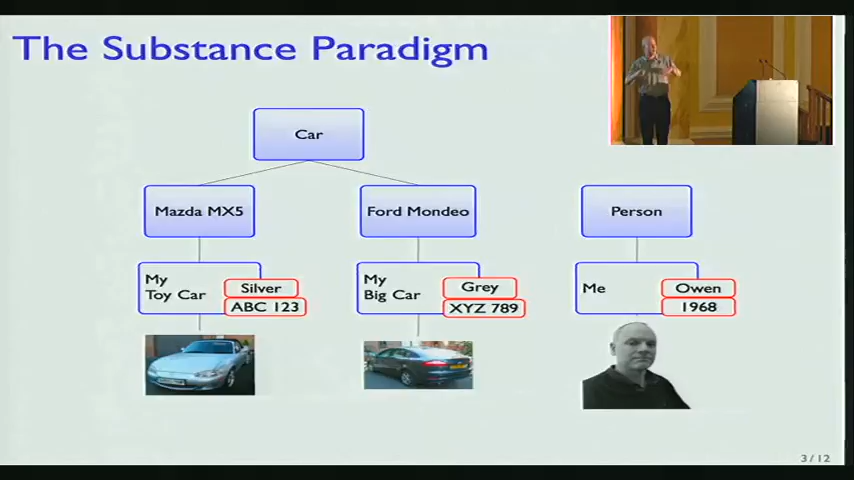 The Substance Paradigm
Car
Mazda MX5
Ford Mondeo
Person
My
Toy Car
Silver
ABC 123
My
Big Car
Grey
XYZ 789
Me
Owen
1968
3 / 12